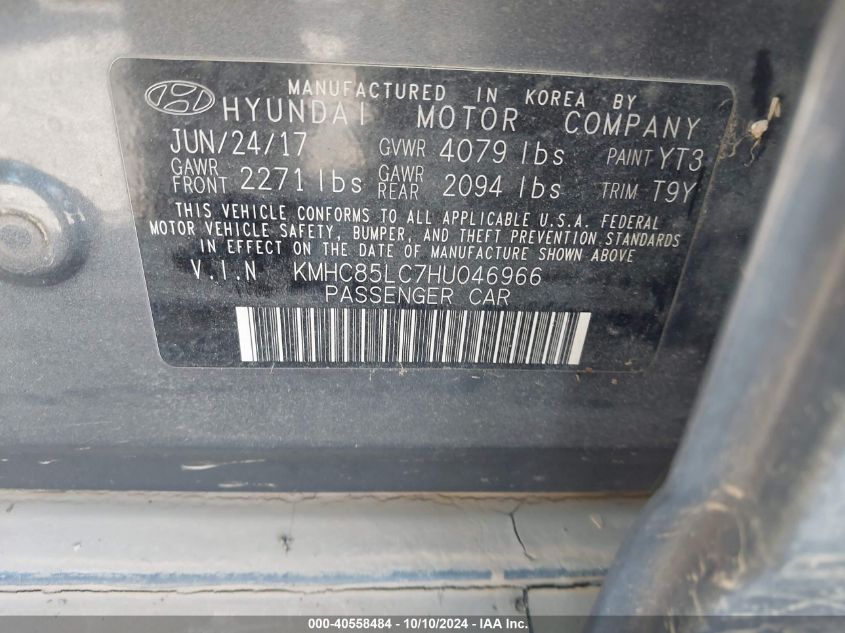 MANUFACTURED IN KOREA BY
HYUNDAI MOTOR COMPANY
JUN/24/17 GVWR 4079 lbs PAINT YT3
GAWR FRONT 2271 lbs GAWR REAR 2094 lbs TRIM T9Y
THIS VEHICLE CONFORMS TO ALL APPLICABLE U.S.A. FEDERAL
MOTOR VEHICLE SAFETY, BUMPER, AND THEFT PREVENTION STANDARDS
IN EFFECT ON THE DATE OF MANUFACTURE SHOWN ABOVE
V.I.N KMHC85LC7HU046966
PASSENGER CAR
000-40558484 - 10/10/2024 - IAA Inc.